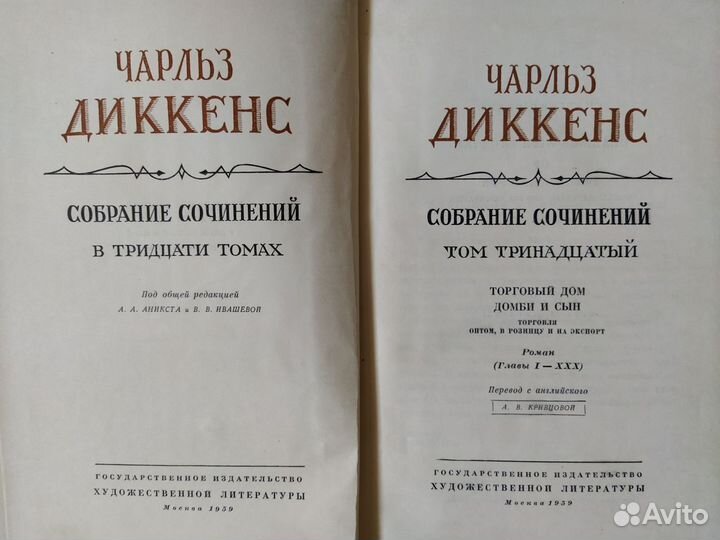 ЧАРЛЬЗ
ДИККЕНС
СОБРАНИЕ СОЧИНЕНИЙ
В ТРИДЦАТИ ТОМАХ
Под общей редакцией
А. А. АНИКСТА и В. В. ИВАШЕВОЙ
ГОСУДАРСТВЕННОЕ ИЗДАТЕЛЬСТВО
ХУДОЖЕСТВЕННОЙ ЛИТЕРАТУРЫ
Москва 1959
ЧАРЛЬЗ
ДИККЕНС
СОБРАНИЕ СОЧИНЕНИЙ
ТОМ ТРИНАДЦАТЫЙ
ТОРГОВЫЙ ДОМ
ДОМБИ И СЫН
ТОРГОВЛЯ
ОПТОМ, В РОЗНИЦУ И НА ЭКСПОРТ
Роман
(Главы I — XXX)
Перевод с английского
А. В. КРИВЦОВОЙ
ГОСУДАРСТВЕННОЕ ИЗДАТЕЛЬСТВО
ХУДОЖЕСТВЕННОЙ ЛИТЕРАТУРЫ
Москва 1959
Avito